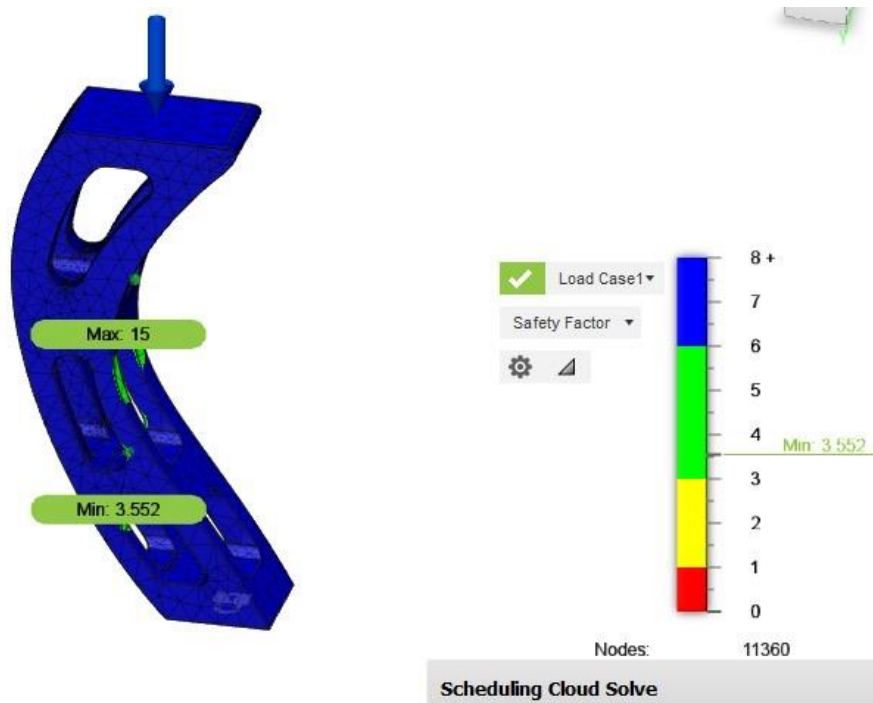 Max: 15
Min: 3.552
Load Case1
Safety Factor
8 +
7
6
5
4
Min: 3.552
3
2
1
0
Nodes: 11360
Scheduling Cloud Solve